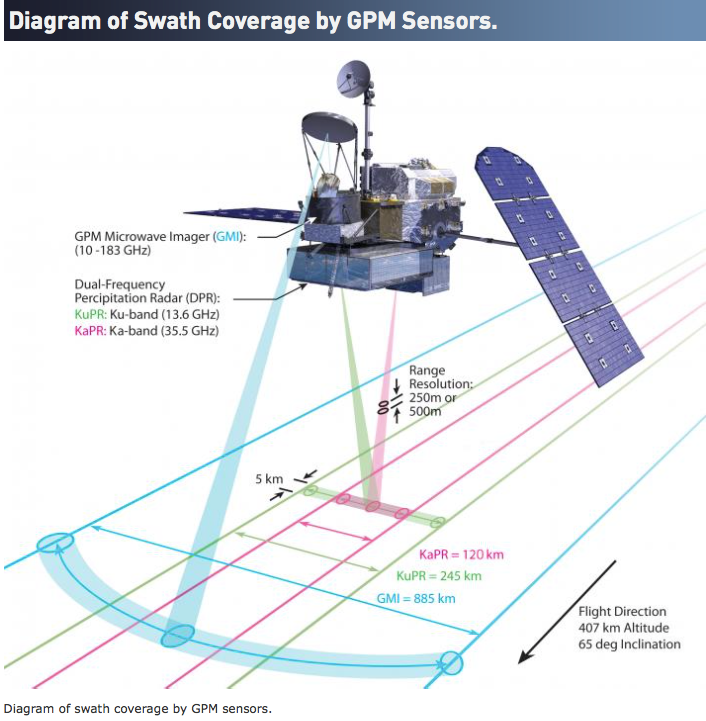 Diagram of Swath Coverage by GPM Sensors.
GPM Microwave Imager (GMI):
(10 -183 GHz)
Dual-Frequency
Percipitation Radar (DPR):
KuPR: Ku-band (13.6 GHz)
KaPR: Ka-band (35.5 GHz)
Range
Resolution:
250m or
500m
5 km
KaPR = 120 km
KuPR = 245 km
GMI = 885 km
Flight Direction
407 km Altitude
65 deg Inclination
Diagram of swath coverage by GPM sensors.